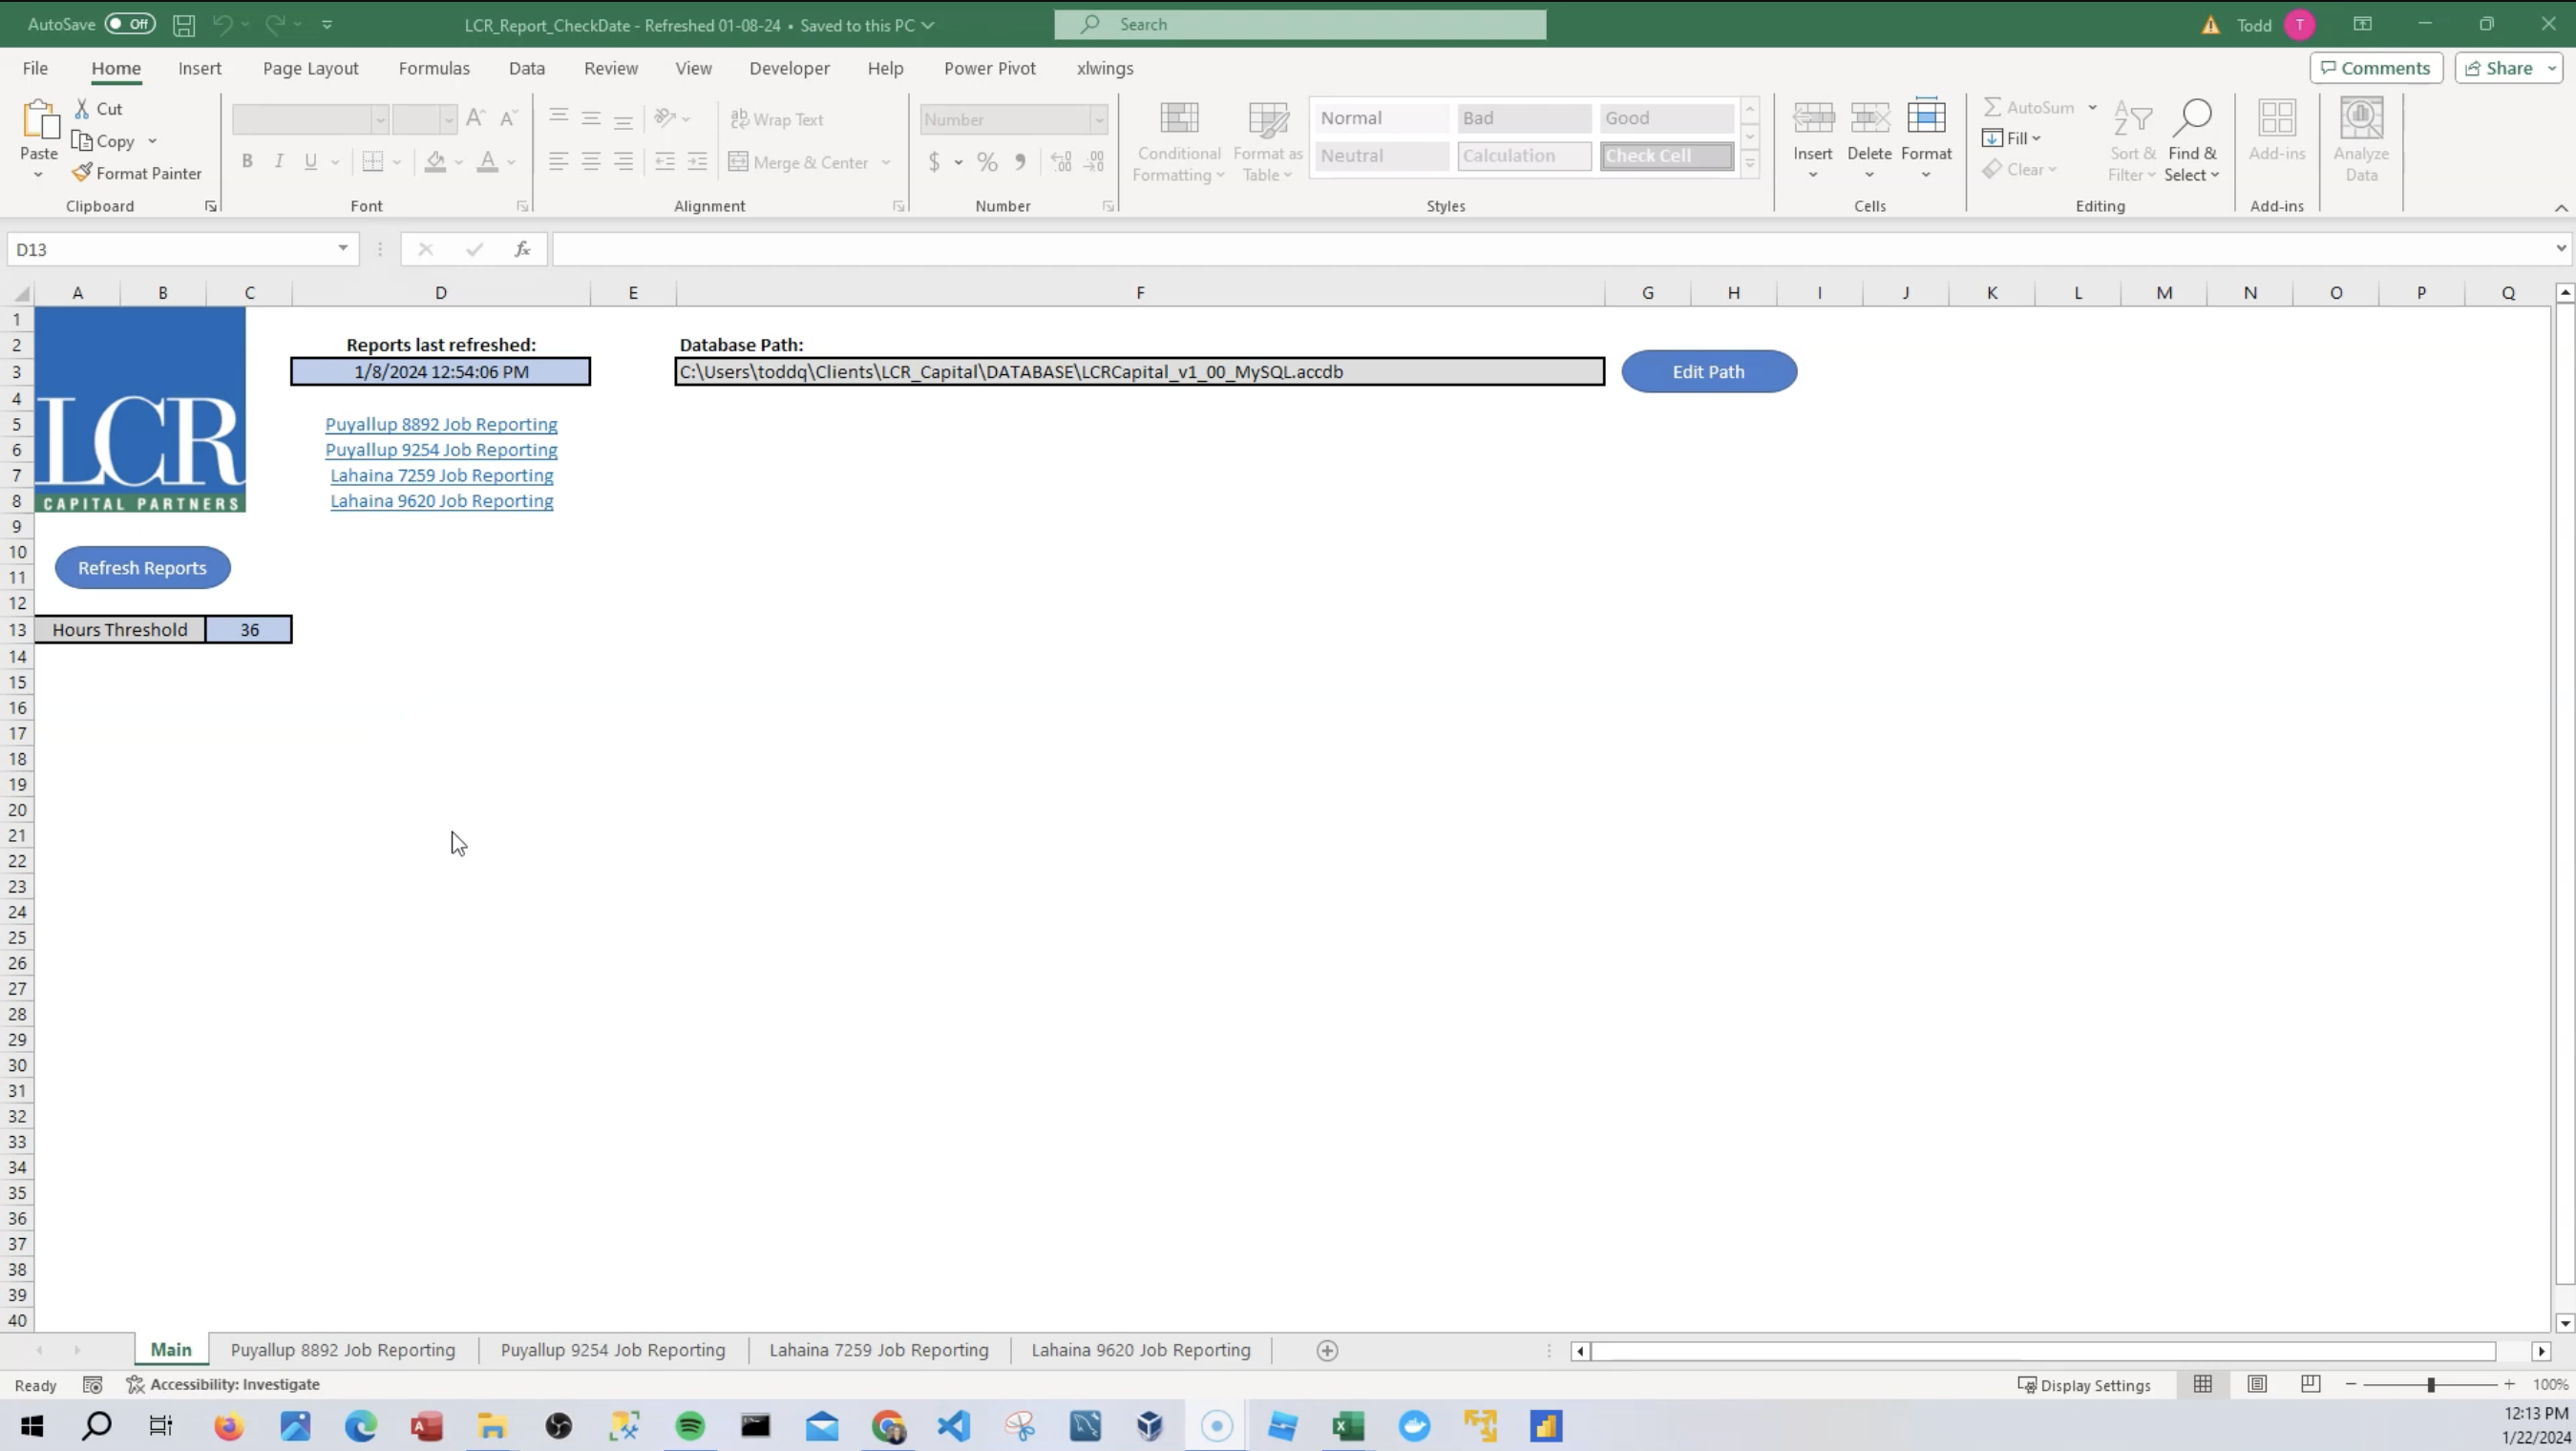 AutoSave Off LCR_Report_CheckDate - Refreshed 01-08-24 • Saved to this PC Search Todd T
File Home Insert Page Layout Formulas Data Review View Developer Help Power Pivot xlwings Comments Share
Paste Cut Copy Format Painter Clipboard
B I U A Font
ab Wrap Text Merge & Center Alignment
Number $ % Number
Conditional Formatting Format as Table Normal Bad Good Neutral Calculation Check Cell Styles
Insert Delete Format Cells
AutoSum Fill Clear Sort & Filter Find & Select Editing
Add-ins Add-ins
Analyze Data
D13 fx
A B C D E F G H I J K L M N O P Q
1
2 Reports last refreshed: Database Path:
3 1/8/2024 12:54:06 PM C:\Users\toddq\Clients\LCR_Capital\DATABASE\LCRCapital_v1_00_MySQL.accdb Edit Path
4
LCR
5 Puyallup 8892 Job Reporting
6 Puyallup 9254 Job Reporting
7 Lahaina 7259 Job Reporting
8 CAPITAL PARTNERS Lahaina 9620 Job Reporting
9
10
Refresh Reports
11
12
13 Hours Threshold 36
14
15
16
17
18
19
20
21
22
23
24
25
26
27
28
29
30
31
32
33
34
35
36
37
38
39
40
Main Puyallup 8892 Job Reporting Puyallup 9254 Job Reporting Lahaina 7259 Job Reporting Lahaina 9620 Job Reporting
Ready Accessibility: Investigate Display Settings 100%
12:13 PM
1/22/2024